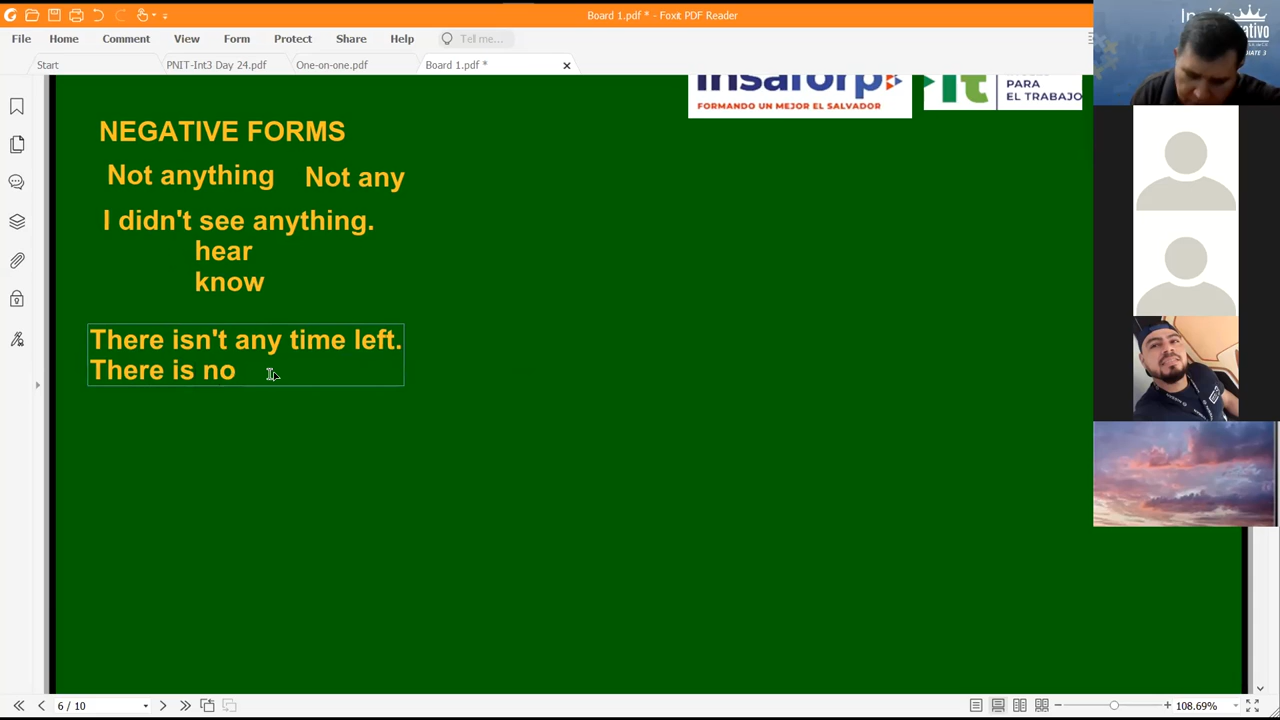 Board 1.pdf * - Foxit PDF Reader
File Home Comment View Form Protect Share Help Tell me...
Start PNIT-Int3 Day 24.pdf One-on-one.pdf Board 1.pdf *
FORMANDO UN MEJOR EL SALVADOR
PARA
EL TRABAJO
NEGATIVE FORMS
Not anything Not any
I didn't see anything.
hear
know
There isn't any time left.
There is no
6 / 10
108.69%